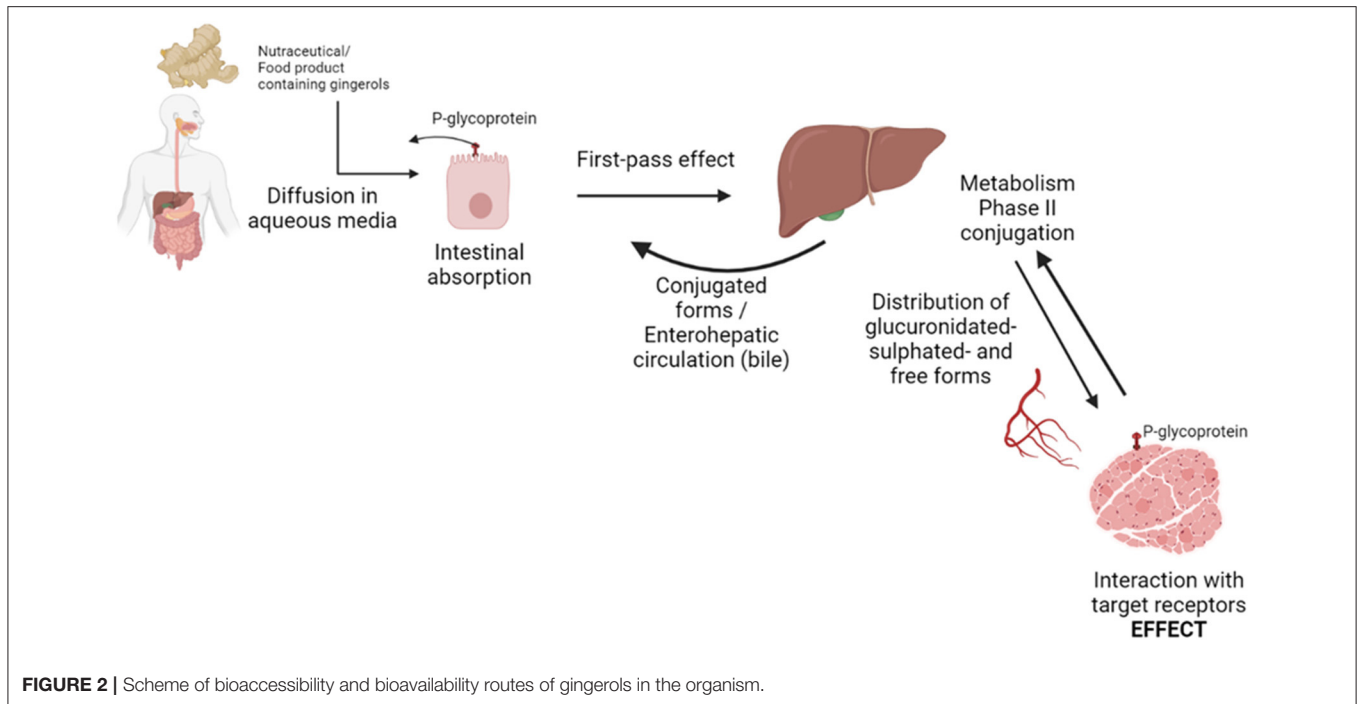 Nutraceutical/
Food product
containing gingerols
P-glycoprotein
Diffusion in
aqueous media
Intestinal
absorption
First-pass effect
Conjugated
forms /
Enterohepatic
circulation (bile)
Metabolism
Phase II
conjugation
Distribution of
glucuronidated-
sulphated- and
free forms
P-glycoprotein
Interaction with
target receptors
EFFECT
FIGURE 2 | Scheme of bioaccessibility and bioavailability routes of gingerols in the organism.